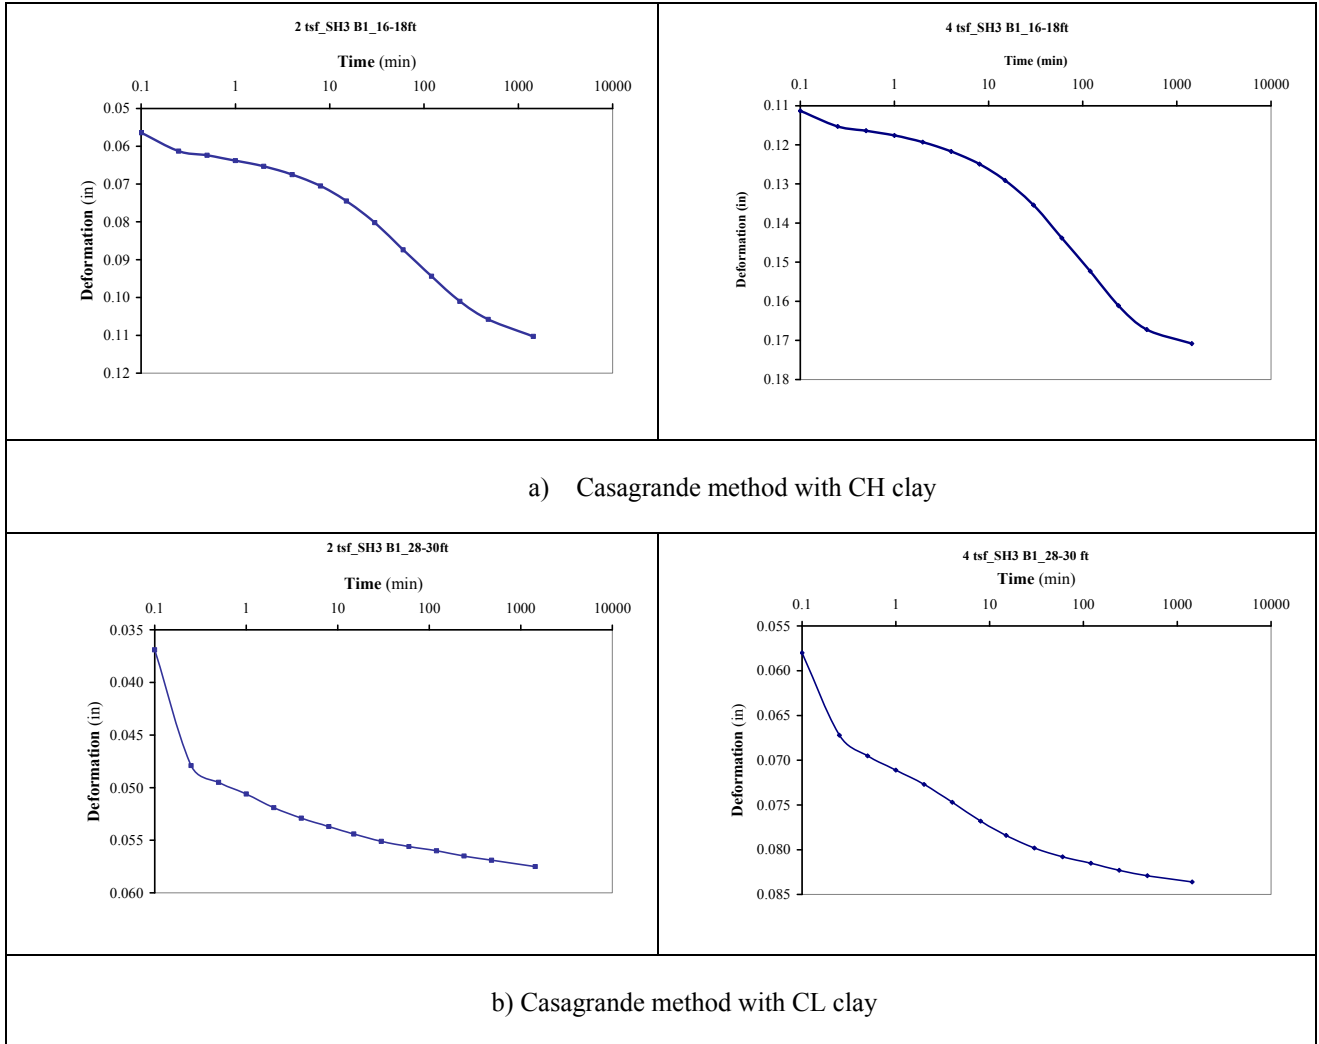 2 tsf_SH3 B1_16-18ft
Time (min)
0.1 1 10 100 1000 10000
0.05
0.06
0.07
0.08
0.09
0.10
0.11
0.12
Deformation (in)
4 tsf_SH3 B1_16-18ft
Time (min)
0.1 1 10 100 1000 10000
0.11
0.12
0.13
0.14
0.15
0.16
0.17
0.18
Deformation (in)
a) Casagrande method with CH clay
2 tsf_SH3 B1_28-30ft
Time (min)
0.1 1 10 100 1000 10000
0.035
0.040
0.045
0.050
0.055
0.060
Deformation (in)
4 tsf_SH3 B1_28-30 ft
Time (min)
0.1 1 10 100 1000 10000
0.055
0.060
0.065
0.070
0.075
0.080
0.085
Deformation (in)
b) Casagrande method with CL clay